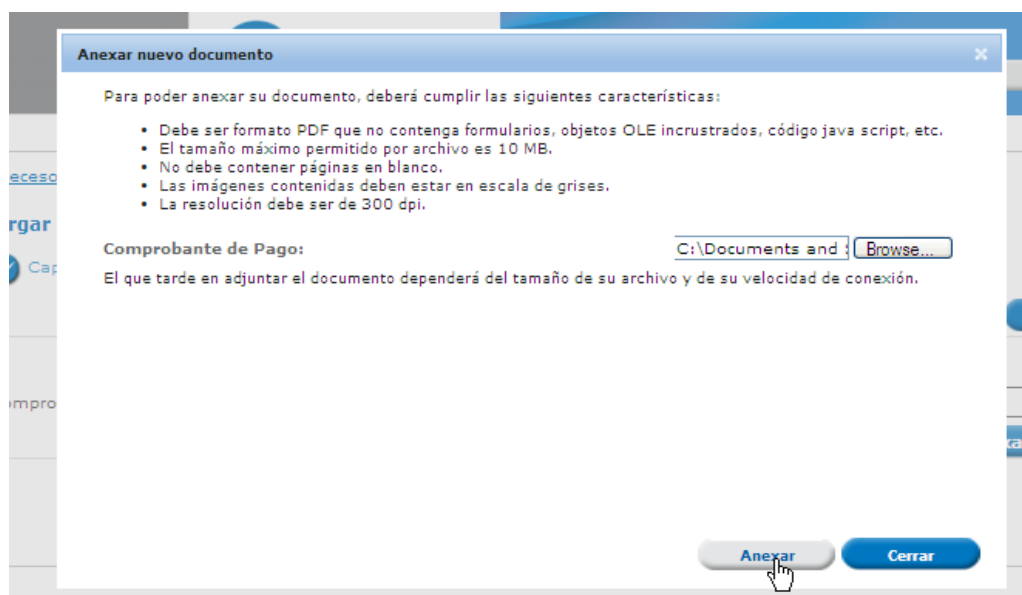 Anexar nuevo documento
Para poder anexar su documento, deberá cumplir las siguientes características:
• Debe ser formato PDF que no contenga formularios, objetos OLE incrustrados, código java script, etc.
• El tamaño máximo permitido por archivo es 10 MB.
• No debe contener páginas en blanco.
• Las imágenes contenidas deben estar en escala de grises.
• La resolución debe ser de 300 dpi.
eceso
rgar
Comprobante de Pago: C:\Documents and Browse...
Cap
El que tarde en adjuntar el documento dependerá del tamaño de su archivo y de su velocidad de conexión.
ompro
xa
Anexar Cerrar